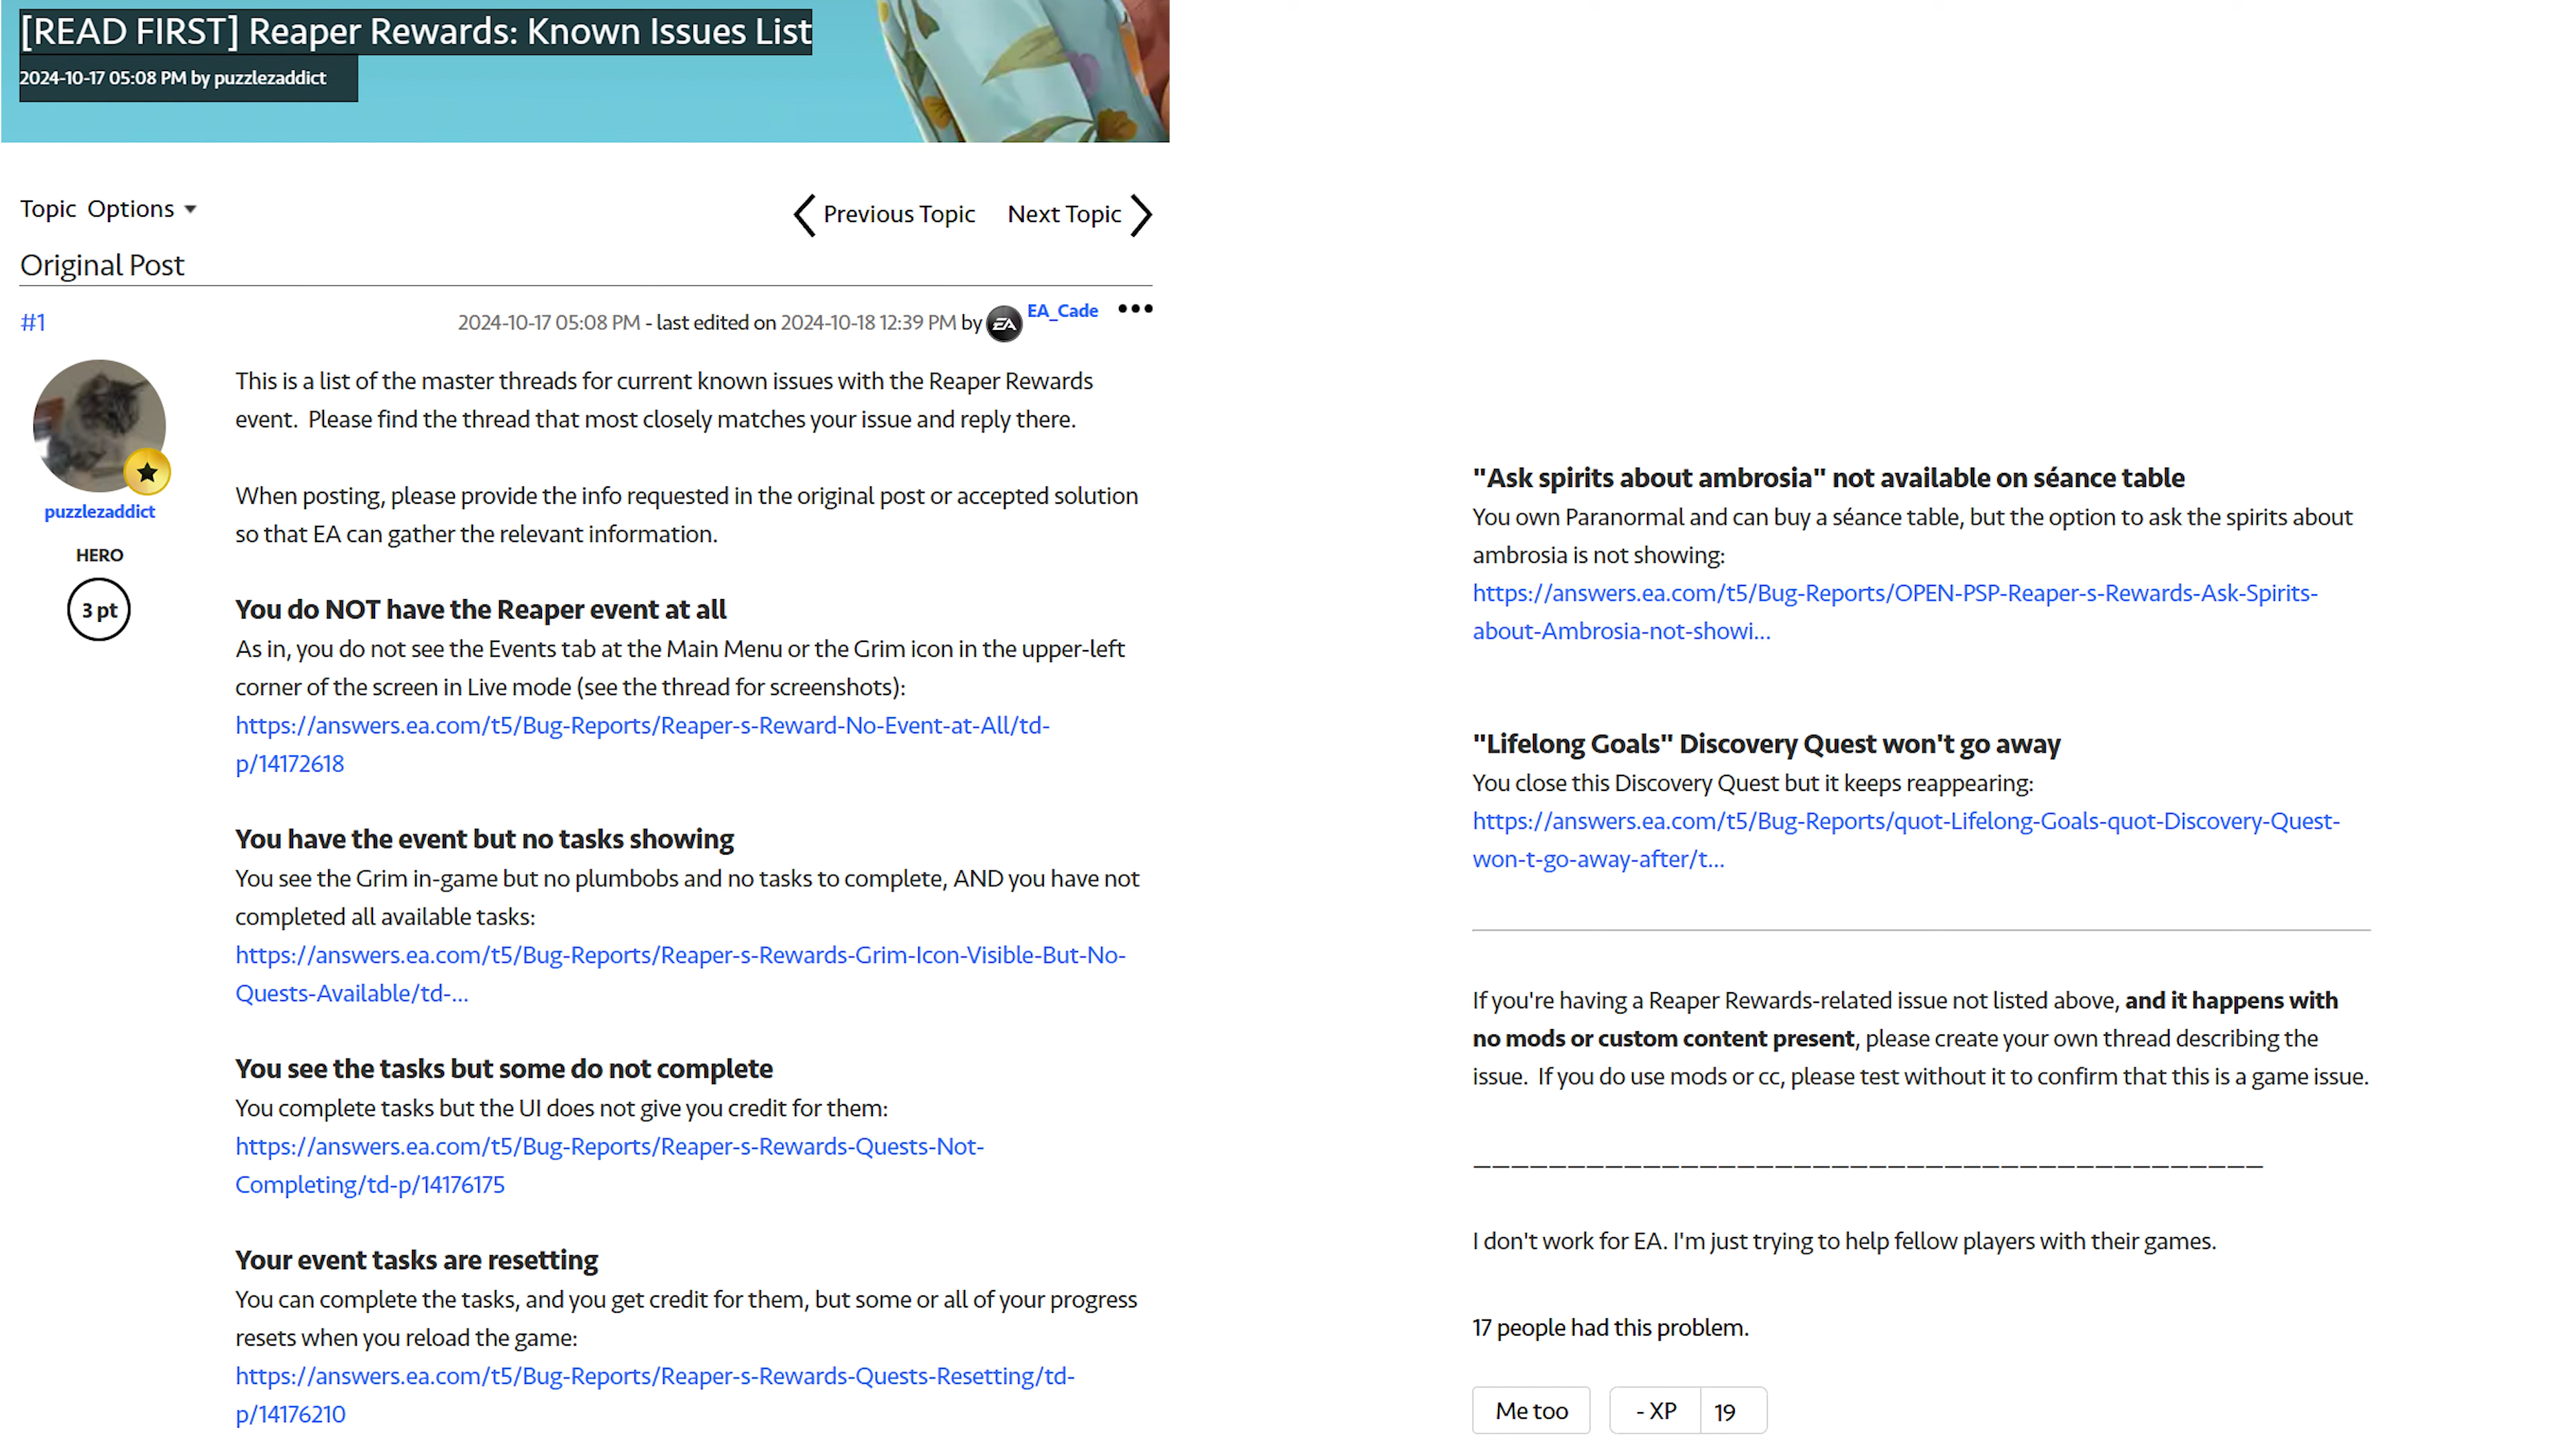 [READ FIRST] Reaper Rewards: Known Issues List
2024-10-17 05:08 PM by puzzlezaddict
Topic Options
Previous Topic Next Topic
Original Post
#1
2024-10-17 05:08 PM - last edited on 2024-10-18 12:39 PM by EA EA_Cade
puzzlezaddict
HERO
3 pt
This is a list of the master threads for current known issues with the Reaper Rewards
event.  Please find the thread that most closely matches your issue and reply there.
When posting, please provide the info requested in the original post or accepted solution
so that EA can gather the relevant information.
You do NOT have the Reaper event at all
As in, you do not see the Events tab at the Main Menu or the Grim icon in the upper-left
corner of the screen in Live mode (see the thread for screenshots):
https://answers.ea.com/t5/Bug-Reports/Reaper-s-Reward-No-Event-at-All/td-
p/14172618
You have the event but no tasks showing
You see the Grim in-game but no plumbobs and no tasks to complete, AND you have not
completed all available tasks:
https://answers.ea.com/t5/Bug-Reports/Reaper-s-Rewards-Grim-Icon-Visible-But-No-
Quests-Available/td-...
You see the tasks but some do not complete
You complete tasks but the UI does not give you credit for them:
https://answers.ea.com/t5/Bug-Reports/Reaper-s-Rewards-Quests-Not-
Completing/td-p/14176175
Your event tasks are resetting
You can complete the tasks, and you get credit for them, but some or all of your progress
resets when you reload the game:
https://answers.ea.com/t5/Bug-Reports/Reaper-s-Rewards-Quests-Resetting/td-
p/14176210
"Ask spirits about ambrosia" not available on séance table
You own Paranormal and can buy a séance table, but the option to ask the spirits about
ambrosia is not showing:
https://answers.ea.com/t5/Bug-Reports/OPEN-PSP-Reaper-s-Rewards-Ask-Spirits-
about-Ambrosia-not-showi...
"Lifelong Goals" Discovery Quest won't go away
You close this Discovery Quest but it keeps reappearing:
https://answers.ea.com/t5/Bug-Reports/quot-Lifelong-Goals-quot-Discovery-Quest-
won-t-go-away-after/t...
If you're having a Reaper Rewards-related issue not listed above, and it happens with
no mods or custom content present, please create your own thread describing the
issue.  If you do use mods or cc, please test without it to confirm that this is a game issue.
I don't work for EA. I'm just trying to help fellow players with their games.
17 people had this problem.
Me too - XP 19